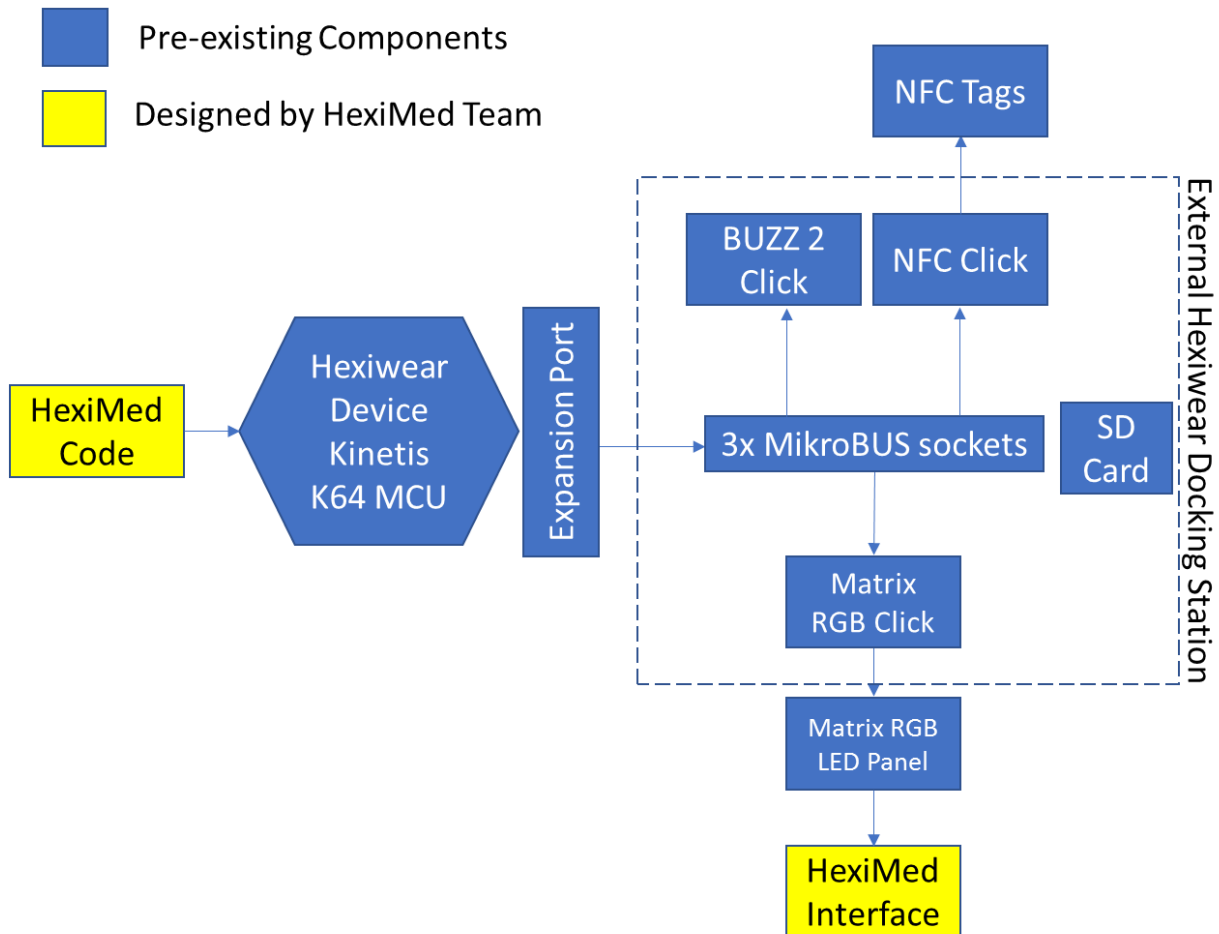 Pre-existing Components
Designed by HexiMed Team
NFC Tags
External Hexiwear Docking Station
BUZZ 2
Click
NFC Click
Hexiwear
Device
Kinetis
K64 MCU
Expansion Port
HexiMed
Code
3x MikroBUS sockets
SD
Card
Matrix
RGB Click
Matrix RGB
LED Panel
HexiMed
Interface